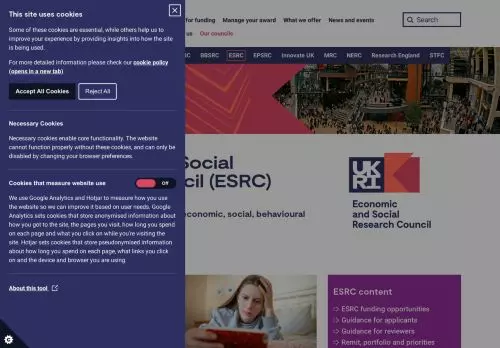 This site uses cookies
Some of these cookies are essential, while others help us to
improve your experience by providing insights into how the site
is being used.
For more detailed information please check our cookie policy
(opens in a new tab)
Accept All Cookies
Reject All
Necessary Cookies
Necessary cookies enable core functionality. The website
cannot function properly without these cookies, and can only be
disabled by changing your browser preferences.
Cookies that measure website use
Off
We use Google Analytics and Hotjar to measure how you
use the website so we can improve it based on user needs. Google
Analytics sets cookies that store anonymised information about
how you got to the site, the pages you visit, how long you spend
on each page and what you click on while you're visiting the
site. Hotjar sets cookies that store pseudonymised information
about how long you spend on each page, what links you click
on and the device and browser you are using.
About this tool
for funding Manage your award What we offer News and events
Search
us Our councils
RC BBSRC ESRC EPSRC Innovate UK MRC NERC Research England STFC
Social
cil (ESRC)
economic, social, behavioural
UK
RI
Economic
and Social
Research Council
ESRC content
ESRC funding opportunities
Guidance for applicants
Guidance for reviewers
Remit, portfolio and priorities